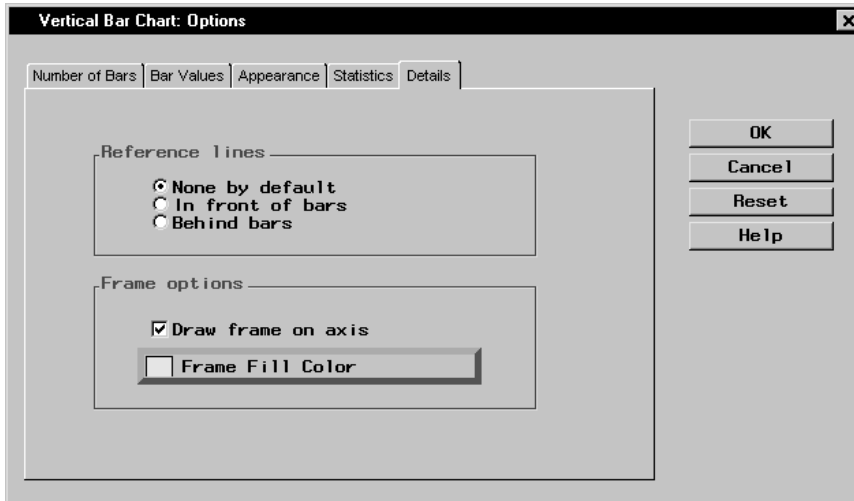 Vertical Bar Chart: Options
Number of Bars
Bar Values
Appearance
Statistics
Details
Reference lines
None by default
In front of bars
Behind bars
Frame options
Draw frame on axis
Frame Fill Color
OK
Cancel
Reset
Help